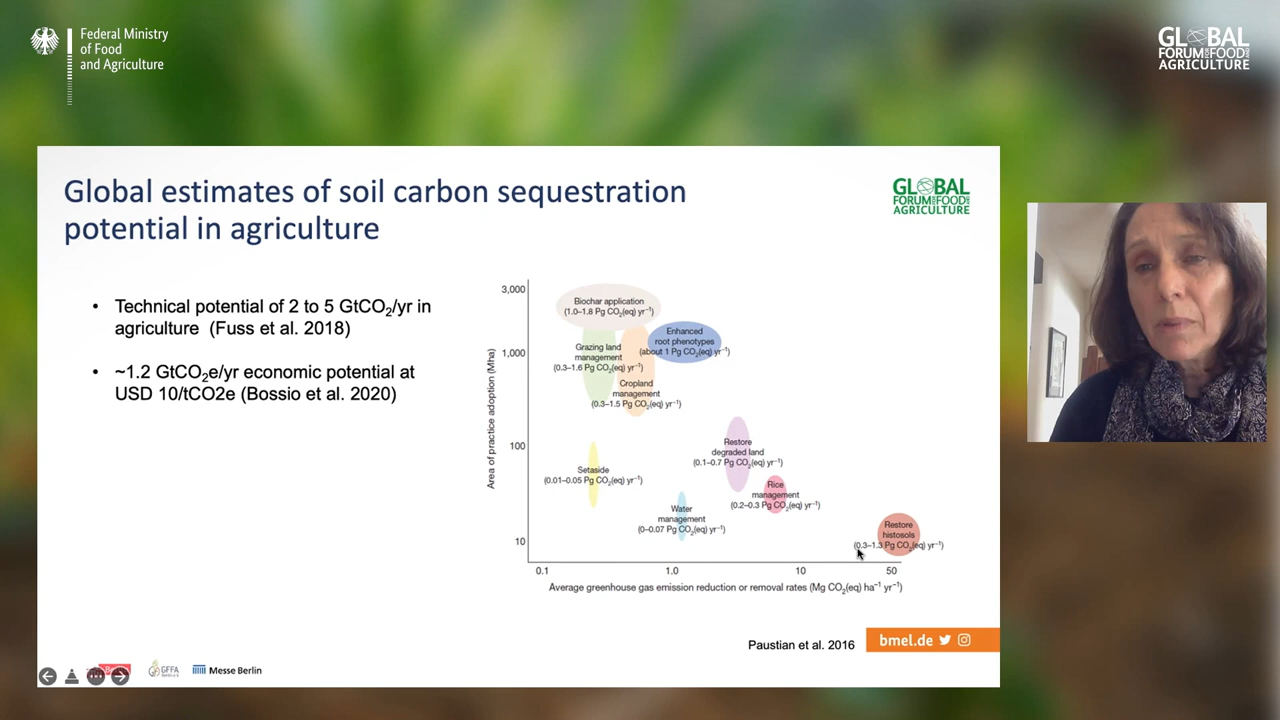 Federal Ministry
of Food
and Agriculture
GLOBAL
FORUM FOR FOOD AND
AGRICULTURE
Global estimates of soil carbon sequestration
potential in agriculture
GLOBAL
FORUM FOR FOOD AND
AGRICULTURE
• Technical potential of 2 to 5 GtCO₂/yr in
agriculture (Fuss et al. 2018)
• ~1.2 GtCO₂e/yr economic potential at
USD 10/tCO2e (Bossio et al. 2020)
Area of practice adoption (Mha)
3,000
1,000
100
10
Biochar application
(1.0–1.8 Pg CO₂(eq) yr⁻¹)
Enhanced
root phenotypes
(about 1 Pg CO₂(eq) yr⁻¹)
Grazing land
management
(0.3–1.6 Pg CO₂(eq) yr⁻¹)
Cropland
management
(0.3–1.5 Pg CO₂(eq) yr⁻¹)
Restore
degraded land
(0.1–0.7 Pg CO₂(eq) yr⁻¹)
Setaside
(0.01–0.05 Pg CO₂(eq) yr⁻¹)
Rice
management
(0.2–0.3 Pg CO₂(eq) yr⁻¹)
Water
management
(0–0.07 Pg CO₂(eq) yr⁻¹)
Restore
histosols
(0.3–1.3 Pg CO₂(eq) yr⁻¹)
0.1 1.0 10 50
Average greenhouse gas emission reduction or removal rates (Mg CO₂(eq) ha⁻¹ yr⁻¹)
Paustian et al. 2016
bmel.de
GFFA
Messe Berlin